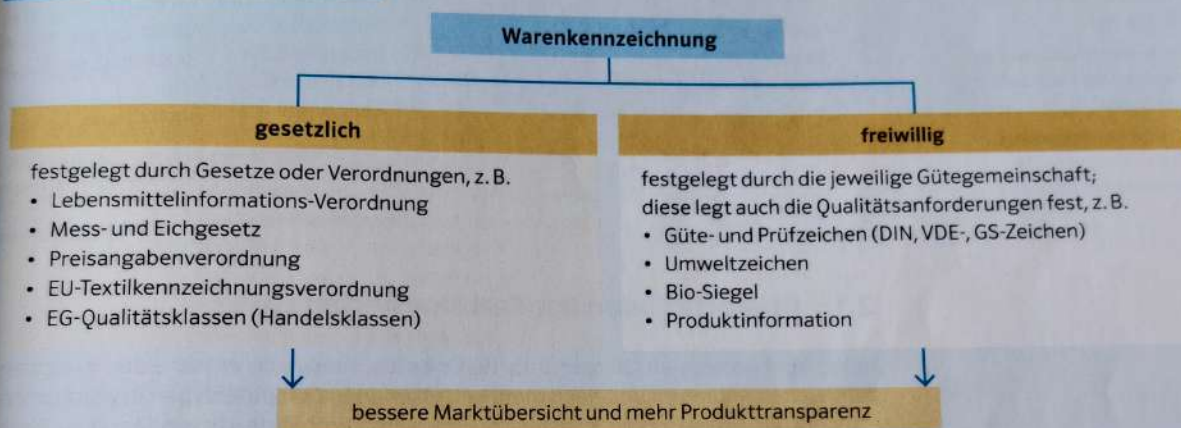 Warenkennzeichnung
gesetzlich
festgelegt durch Gesetze oder Verordnungen, z. B.
• Lebensmittelinformations-Verordnung
• Mess- und Eichgesetz
• Preisangabenverordnung
• EU-Textilkennzeichnungsverordnung
• EG-Qualitätsklassen (Handelsklassen)
freiwillig
festgelegt durch die jeweilige Gütegemeinschaft;
diese legt auch die Qualitätsanforderungen fest, z. B.
• Güte- und Prüfzeichen (DIN, VDE-, GS-Zeichen)
• Umweltzeichen
• Bio-Siegel
• Produktinformation
bessere Marktübersicht und mehr Produkttransparenz